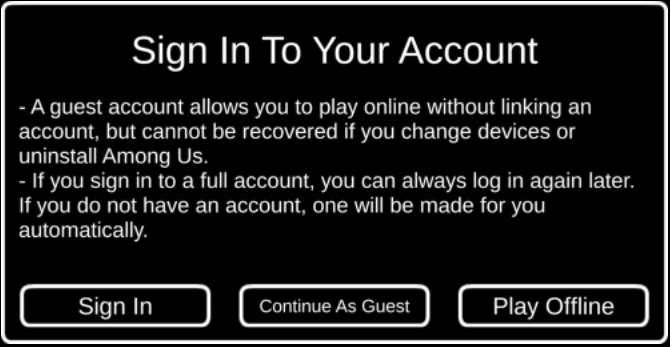 Sign In To Your Account
- A guest account allows you to play online without linking an
account, but cannot be recovered if you change devices or
uninstall Among Us.
- If you sign in to a full account, you can always log in again later.
If you do not have an account, one will be made for you
automatically.
Sign In
Continue As Guest
Play Offline